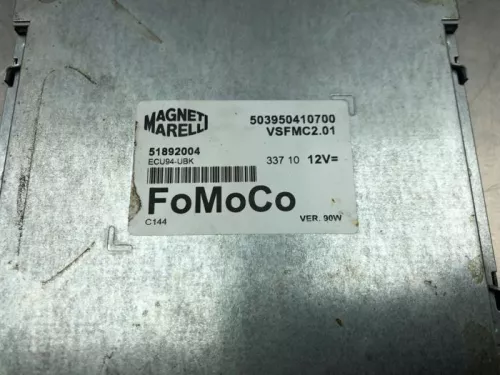 MAGNETI MARELLI
503950410700
VSFMC2.01
51892004
ECU94-UBK
337 10 12V=
FoMoCo
C144
VER. 90W